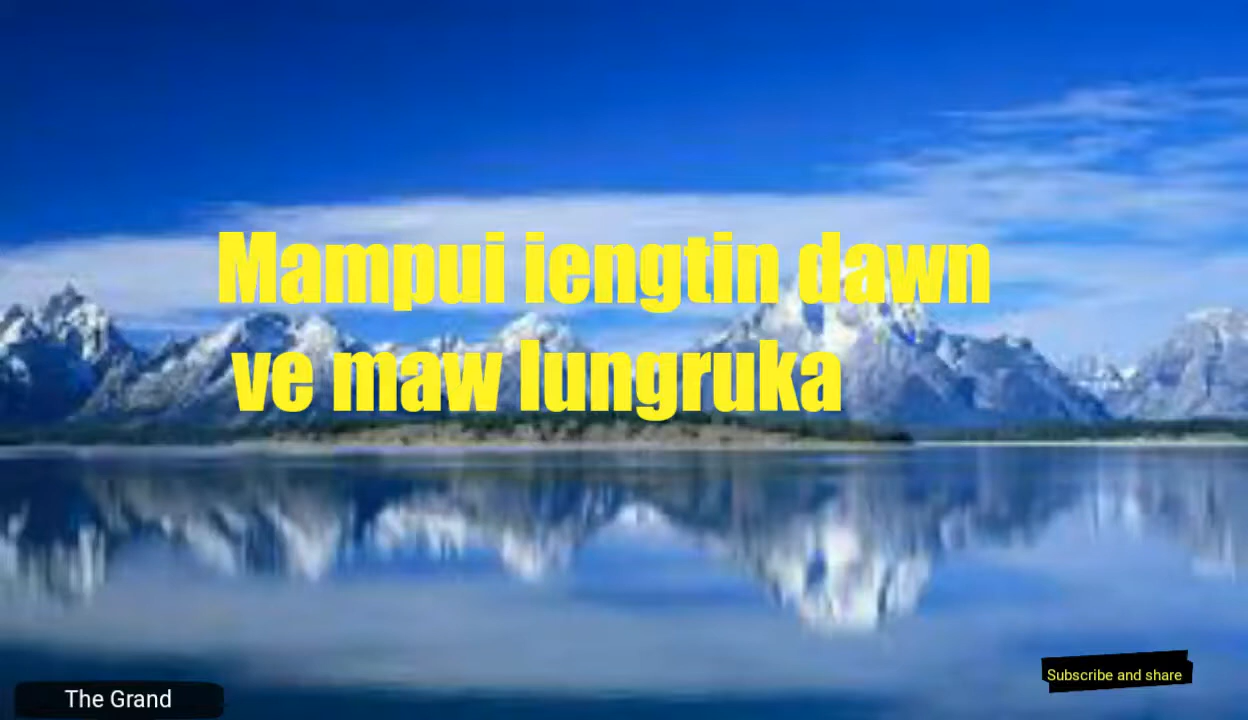 Mampui iengtin dawn
ve maw lungruka
The Grand
Subscribe and share